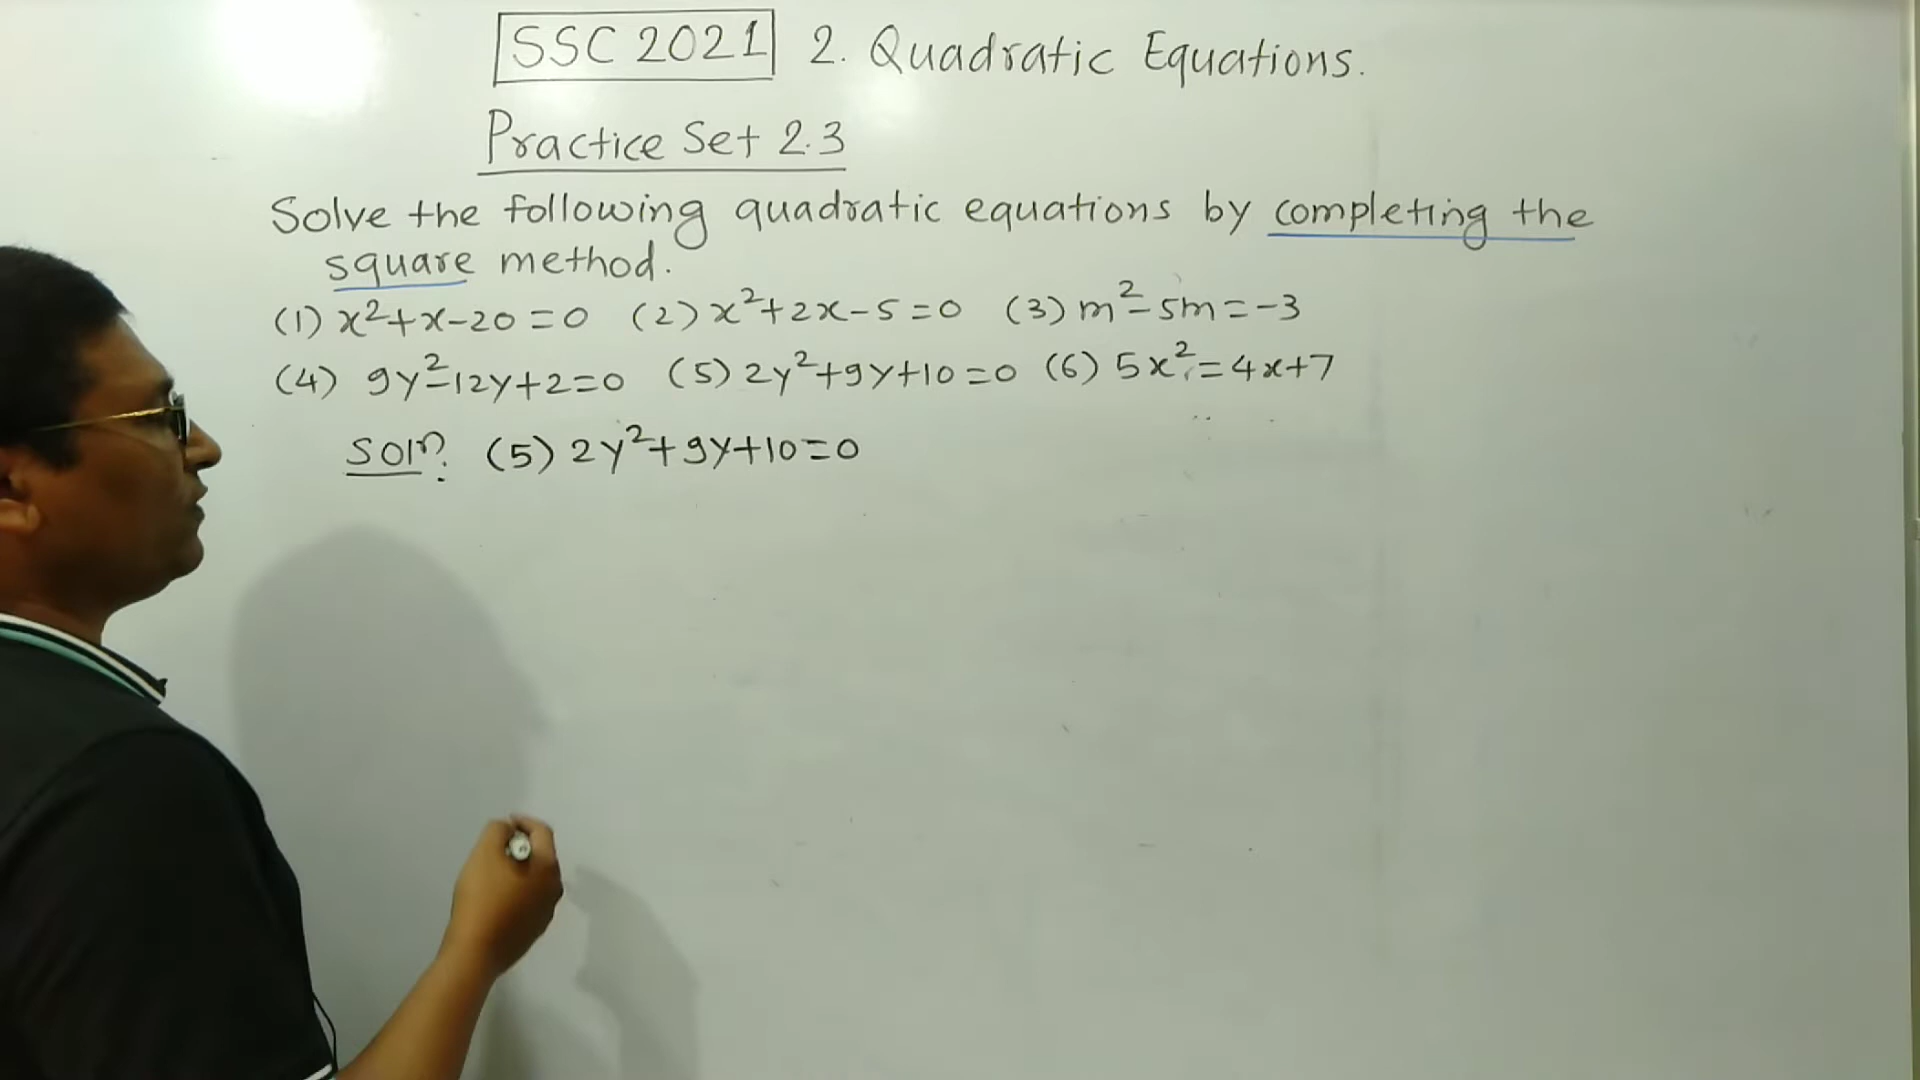 SSC 2021 2. Quadratic Equations.
Practice Set 2.3
Solve the following quadratic equations by completing the
square method.
(1) x²+x-20=0 (2) x²+2x-5=0 (3) m²-5m=-3
(4) 9y²-12y+2=0 (5) 2y²+9y+10=0 (6) 5x²=4x+7
Solⁿ: (5) 2y²+9y+10=0